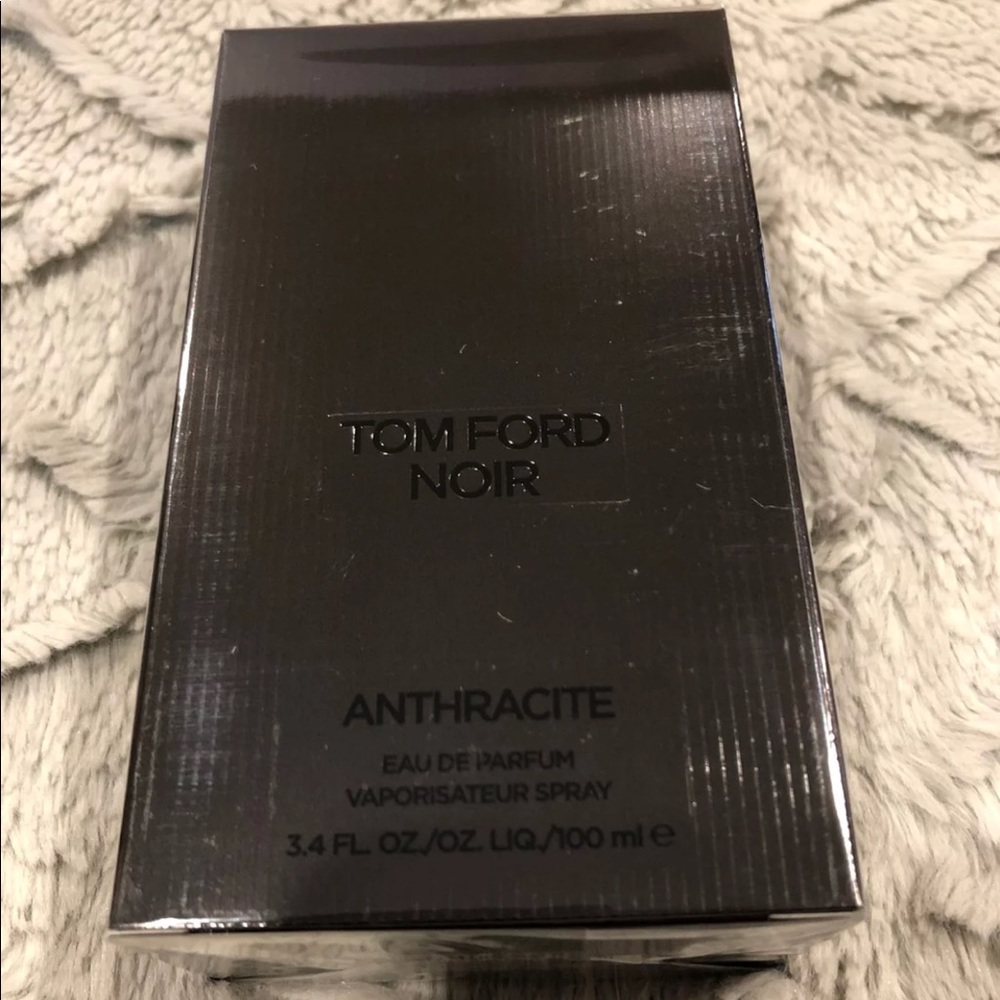 TOM FORD
NOIR
ANTHRACITE
EAU DE PARFUM
VAPORISATEUR SPRAY
3.4 FL. OZ./OZ. LIQ./100 ml ℮